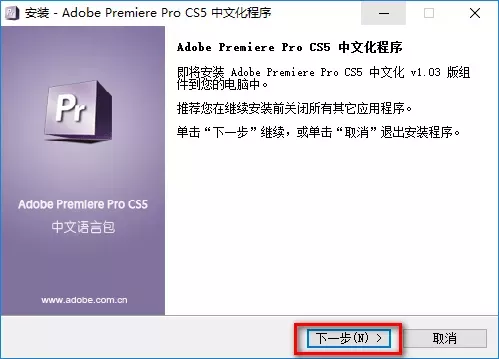 安装 - Adobe Premiere Pro CS5 中文化程序
Adobe Premiere Pro CS5 中文化程序
即将安装 Adobe Premiere Pro CS5 中文化 v1.03 版组
件到您的电脑中。
推荐您在继续安装前关闭所有其它应用程序。
单击“下一步”继续，或单击“取消”退出安装程序。
Pr
Adobe Premiere Pro CS5
中文语言包
www.adobe.com.cn
下一步(N) >
取消